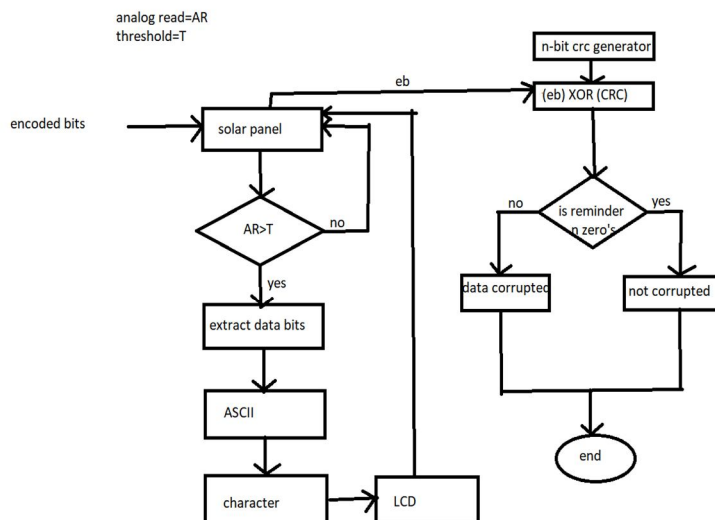 analog read=AR
threshold=T
encoded bits
solar panel
AR>T
no
yes
extract data bits
ASCII
character
LCD
eb
n-bit crc generator
(eb) XOR (CRC)
is reminder
n zero's
no
yes
data corrupted
not corrupted
end